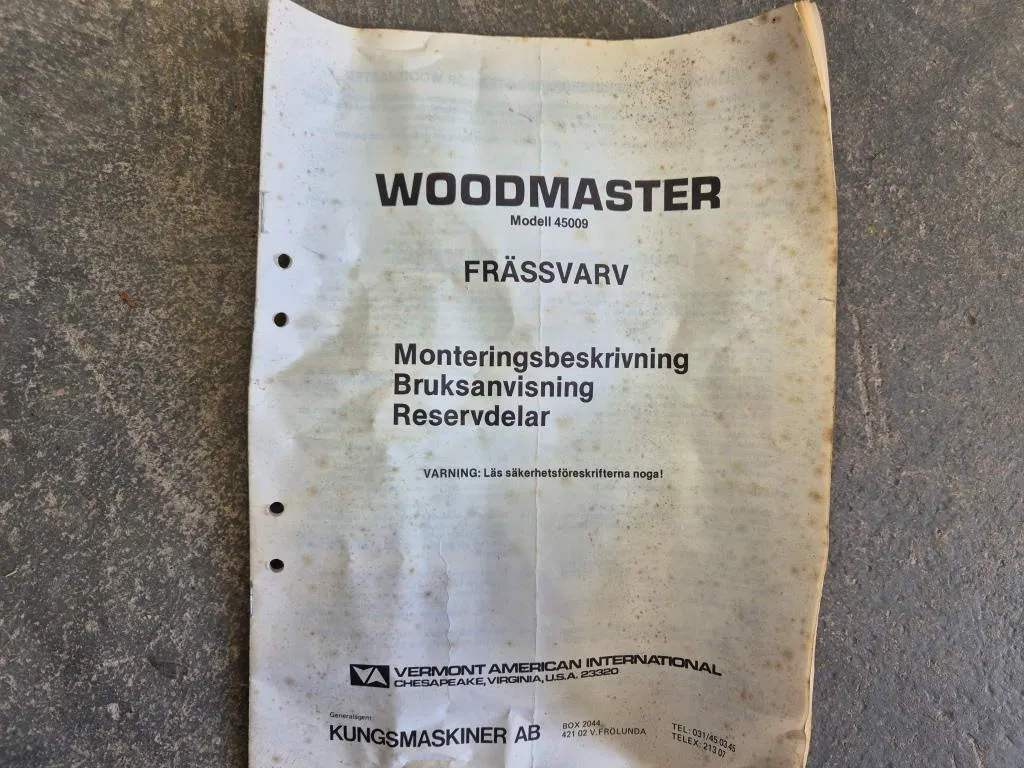 WOODMASTER
Modell 45009
FRÄSSVARV
Monteringsbeskrivning
Bruksanvisning
Reservdelar
VARNING: Läs säkerhetsföreskrifterna noga!
VERMONT AMERICAN INTERNATIONAL
CHESAPEAKE, VIRGINIA, U.S.A. 23320
Generalagent:
KUNGSMASKINER AB
BOX 2044
421 02 V. FROLUNDA
TEL: 031/45 03 45
TELEX: 213 07